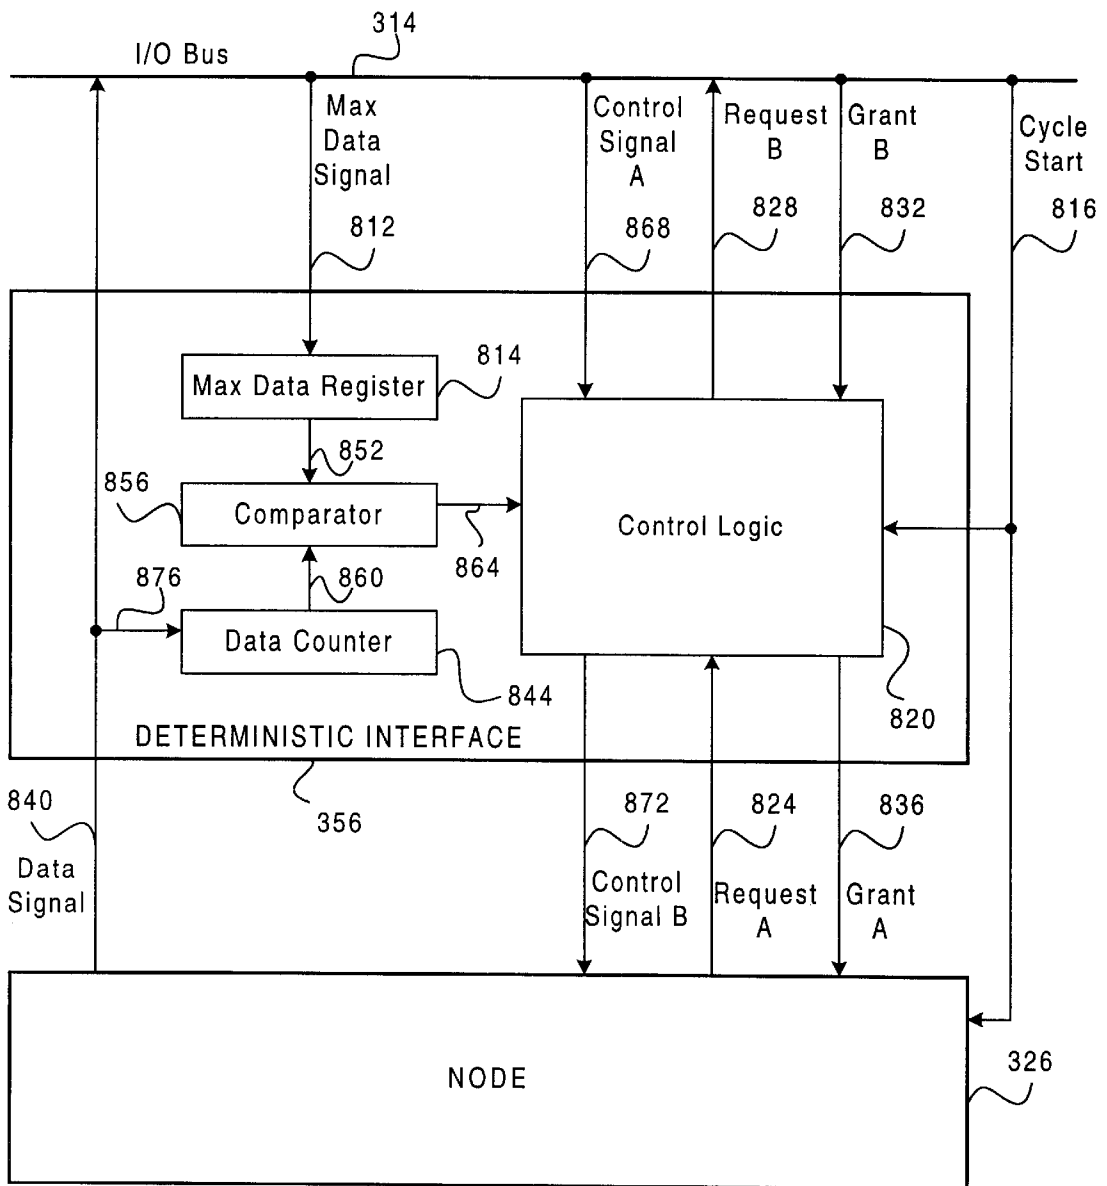 314
I/O Bus
Max
Data
Signal
Control
Signal
A
Request
B
Grant
B
Cycle
Start
812
868
828
832
816
Max Data Register
814
852
856
Comparator
864
Control Logic
876
860
Data Counter
844
820
DETERMINISTIC INTERFACE
356
840
Data
Signal
872
824
836
Control
Signal B
Request
A
Grant
A
NODE
326